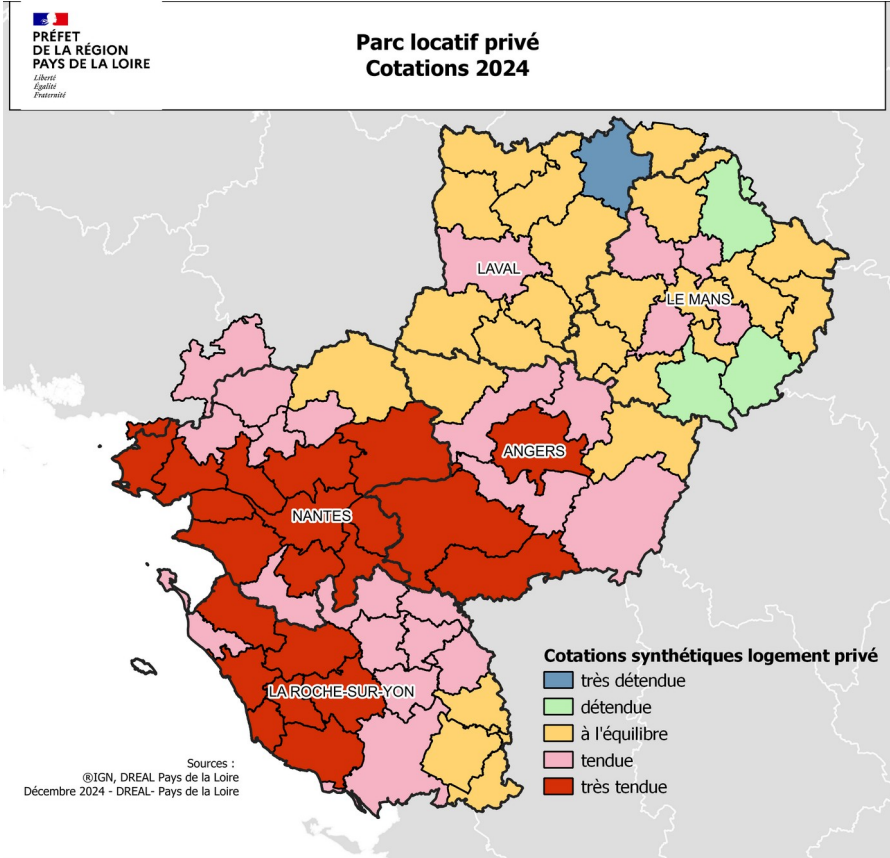 PRÉFET
DE LA RÉGION
PAYS DE LA LOIRE
Liberté
Égalité
Fraternité
Parc locatif privé
Cotations 2024
LAVAL
LE MANS
ANGERS
NANTES
LA ROCHE-SUR-YON
Cotations synthétiques logement privé
très détendue
détendue
à l'équilibre
tendue
très tendue
Sources :
®IGN, DREAL Pays de la Loire
Décembre 2024 - DREAL- Pays de la Loire